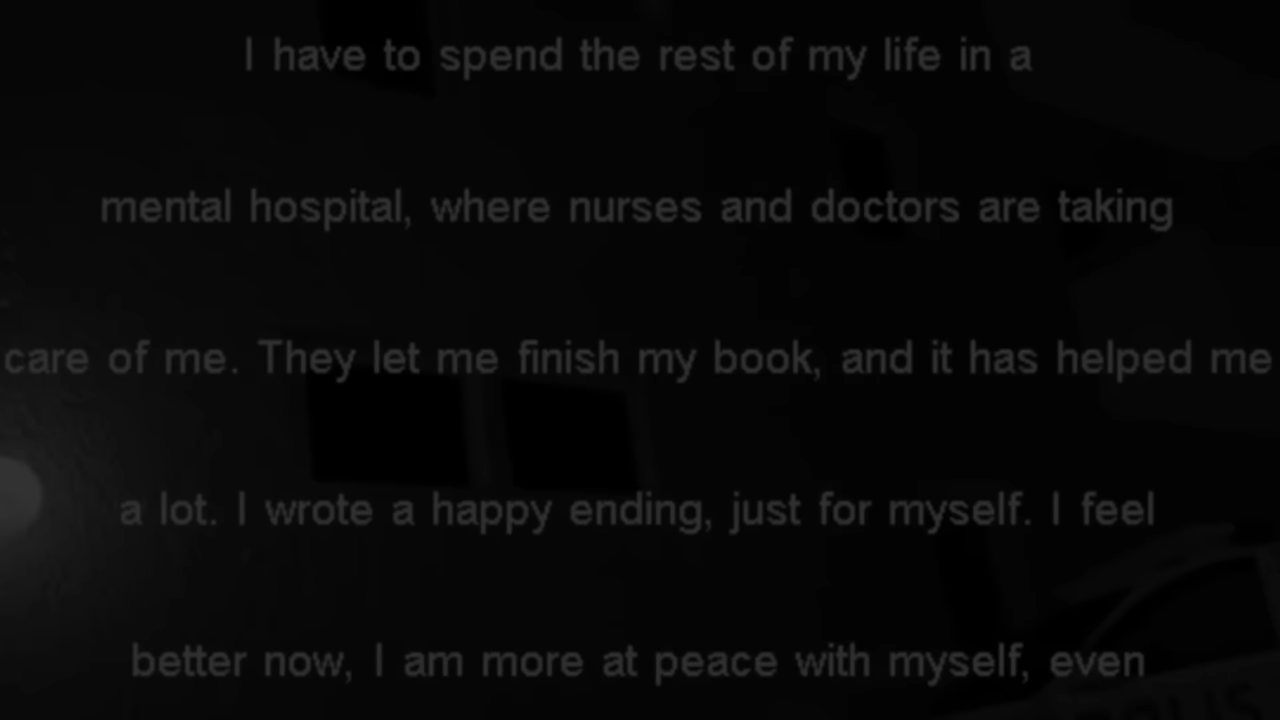 I have to spend the rest of my life in a
mental hospital, where nurses and doctors are taking
care of me. They let me finish my book, and it has helped me
a lot. I wrote a happy ending, just for myself. I feel
better now, I am more at peace with myself, even